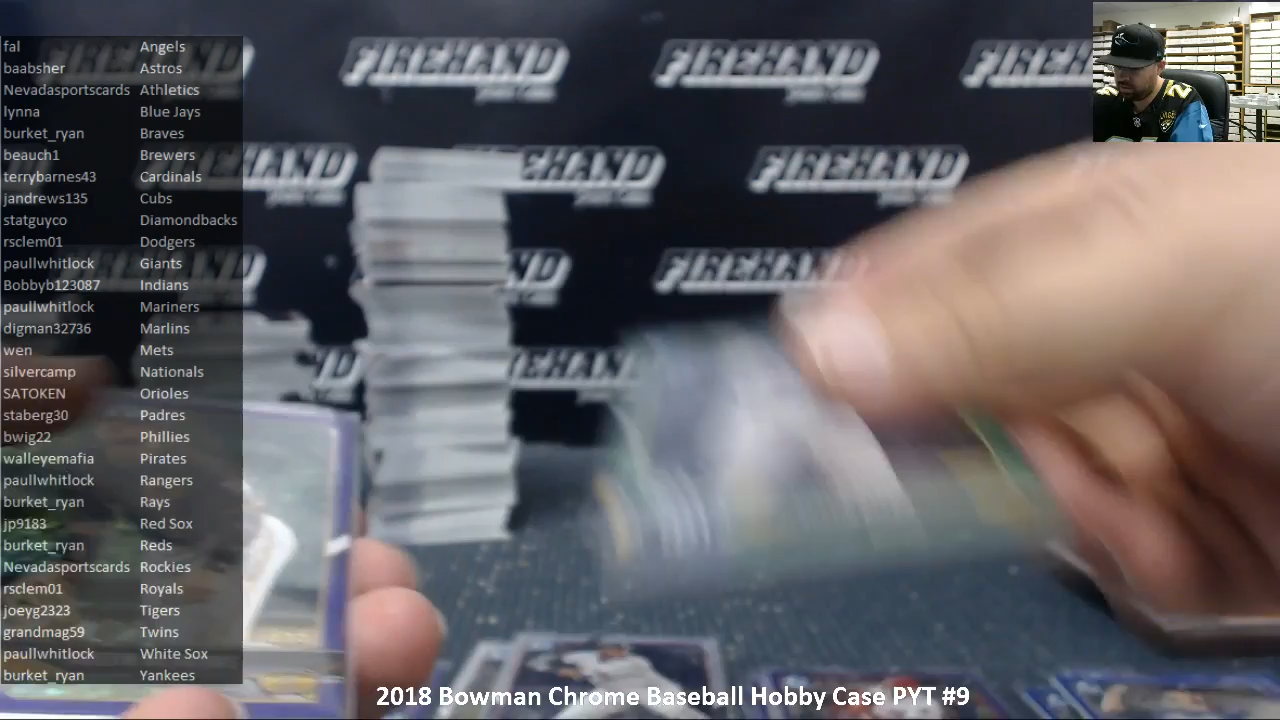 fal Angels
baabsher Astros
Nevadasportscards Athletics
lynna Blue Jays
burket_ryan Braves
beauch1 Brewers
terrybarnes43 Cardinals
jandrews135 Cubs
statguyco Diamondbacks
rsclem01 Dodgers
paullwhitlock Giants
Bobbyb123087 Indians
paullwhitlock Mariners
digman32736 Marlins
wen Mets
silvercamp Nationals
SATOKEN Orioles
staberg30 Padres
bwig22 Phillies
walleyemafia Pirates
paullwhitlock Rangers
burket_ryan Rays
jp9183 Red Sox
burket_ryan Reds
Nevadasportscards Rockies
rsclem01 Royals
joeyg2323 Tigers
grandmag59 Twins
paullwhitlock White Sox
burket_ryan Yankees
FIREHAND FIREHAND FIREHAND
FIREHAND FIREHAND
FIREHAND
2018 Bowman Chrome Baseball Hobby Case PYT #9